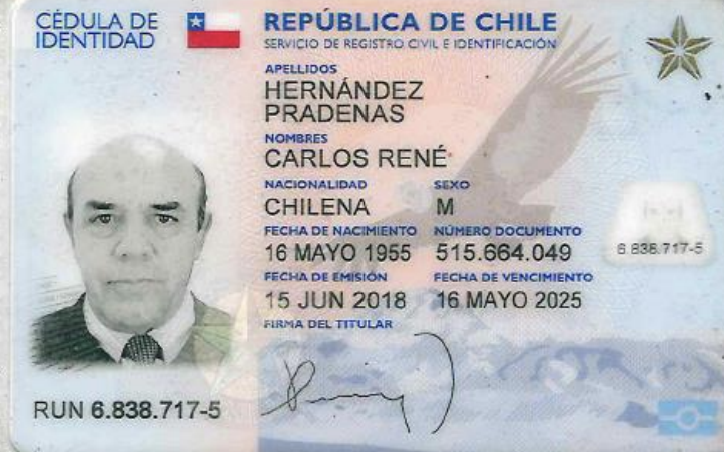 CÉDULA DE
IDENTIDAD
REPÚBLICA DE CHILE
SERVICIO DE REGISTRO CIVIL E IDENTIFICACIÓN
APELLIDOS
HERNÁNDEZ
PRADENAS
NOMBRES
CARLOS RENÉ
NACIONALIDAD SEXO
CHILENA M
FECHA DE NACIMIENTO NÚMERO DOCUMENTO
16 MAYO 1955 515.664.049
6.838.717-5
FECHA DE EMISIÓN FECHA DE VENCIMIENTO
15 JUN 2018 16 MAYO 2025
FIRMA DEL TITULAR
RUN 6.838.717-5